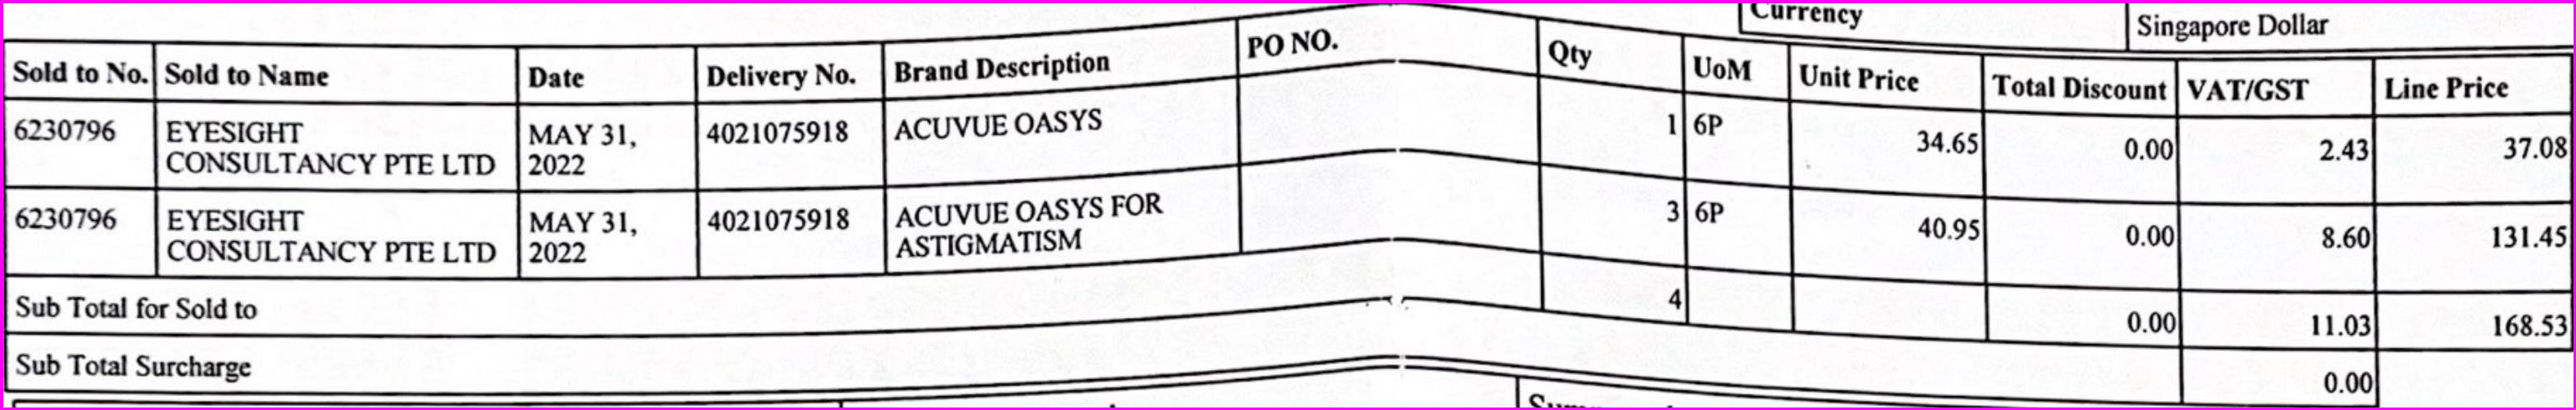 Currency Singapore Dollar
Sold to No. Sold to Name Date Delivery No. Brand Description PO NO. Qty UoM Unit Price Total Discount VAT/GST Line Price
6230796 EYESIGHT MAY 31, 4021075918 ACUVUE OASYS 1 6P 34.65 0.00 2.43 37.08
CONSULTANCY PTE LTD 2022
6230796 EYESIGHT MAY 31, 4021075918 ACUVUE OASYS FOR 3 6P 40.95 0.00 8.60 131.45
CONSULTANCY PTE LTD 2022 ASTIGMATISM
Sub Total for Sold to 4 0.00 11.03 168.53
Sub Total Surcharge 0.00